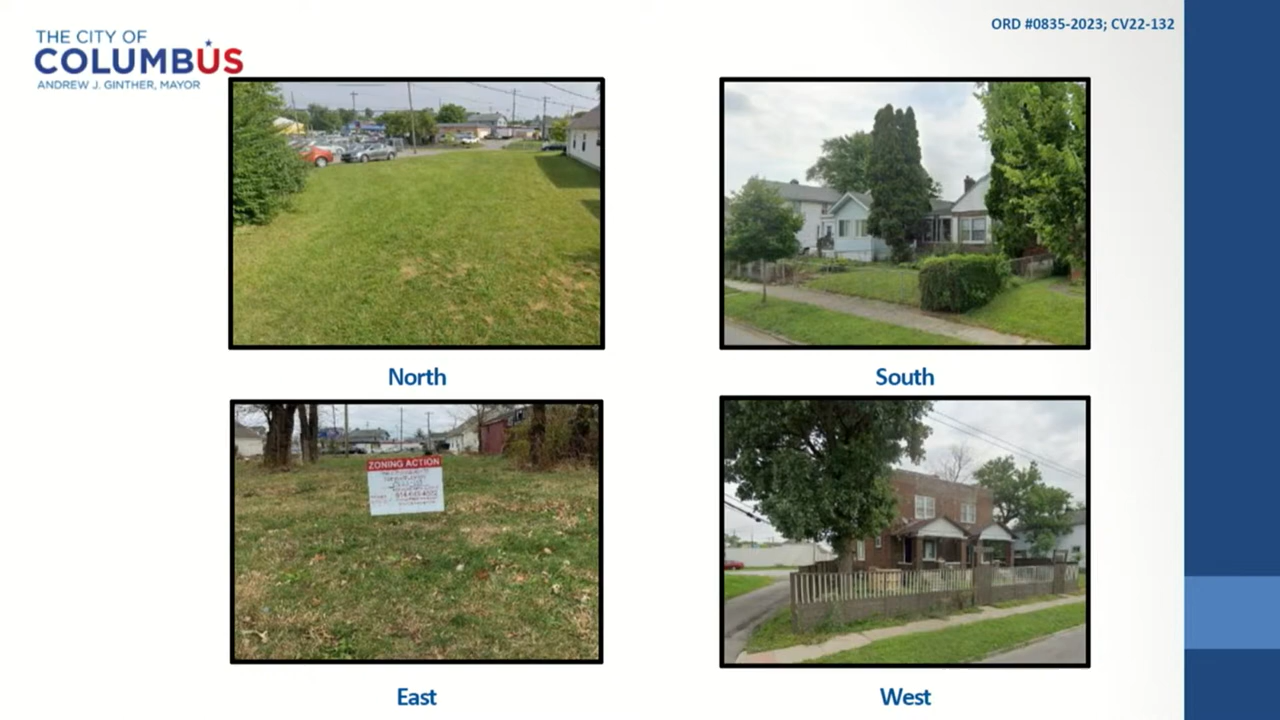 THE CITY OF
COLUMBUS
ANDREW J. GINTHER, MAYOR
ORD #0835-2023; CV22-132
North
South
ZONING ACTION
East
West